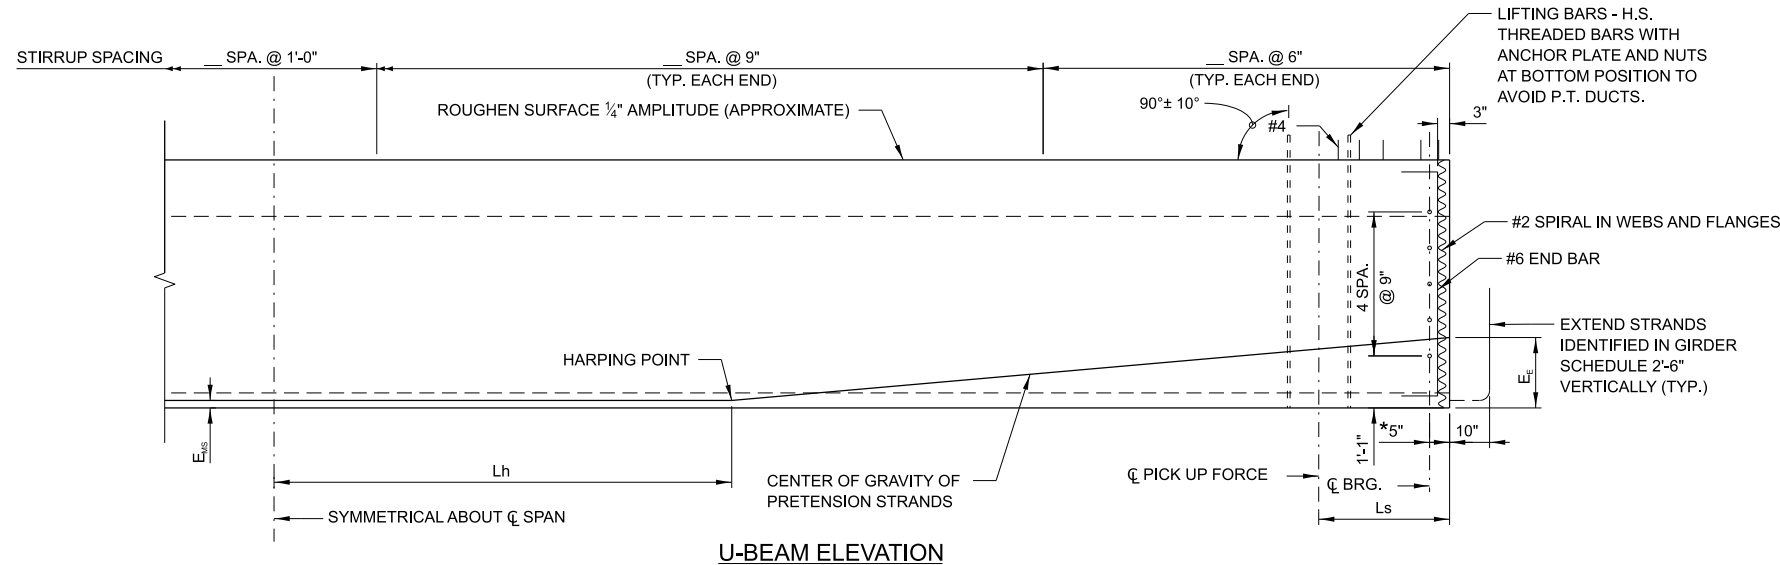 LIFTING BARS - H.S.
THREADED BARS WITH
ANCHOR PLATE AND NUTS
AT BOTTOM POSITION TO
AVOID P.T. DUCTS.
STIRRUP SPACING
__ SPA. @ 1'-0"
__ SPA. @ 9"
(TYP. EACH END)
__ SPA. @ 6"
(TYP. EACH END)
ROUGHEN SURFACE ¼" AMPLITUDE (APPROXIMATE)
90°± 10°
#4
3"
#2 SPIRAL IN WEBS AND FLANGES
#6 END BAR
4 SPA.
@ 9"
EXTEND STRANDS
IDENTIFIED IN GIRDER
SCHEDULE 2'-6"
VERTICALLY (TYP.)
HARPING POINT
E_E
E_MS
1'-1"
*5"
10"
Lh
CENTER OF GRAVITY OF
PRETENSION STRANDS
℄ PICK UP FORCE
℄ BRG.
Ls
SYMMETRICAL ABOUT ℄ SPAN
U-BEAM ELEVATION